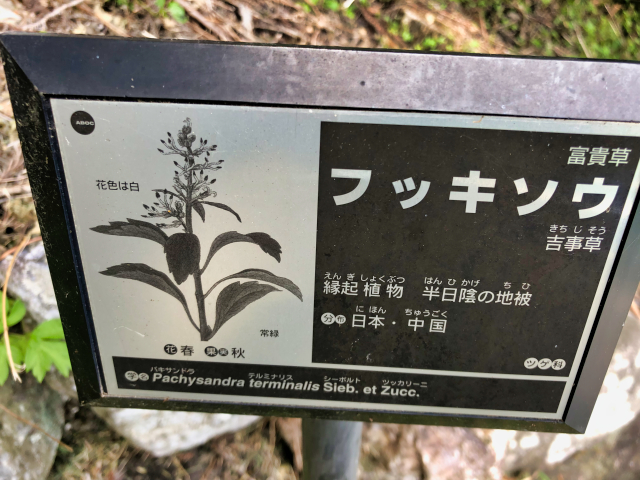 ABOC
富貴草
フッキソウ
きちじそう
吉事草
花色は白
えんぎしょくぶつ はんひかげ ちひ
縁起植物 半日陰の地被
にほん ちゅうごく
分布 日本・中国
常緑
花 春 果実 秋
ツゲ科
パキサンドラ テルミナリス シーボルト ツッカリーニ
学名 Pachysandra terminalis Sieb. et Zucc.